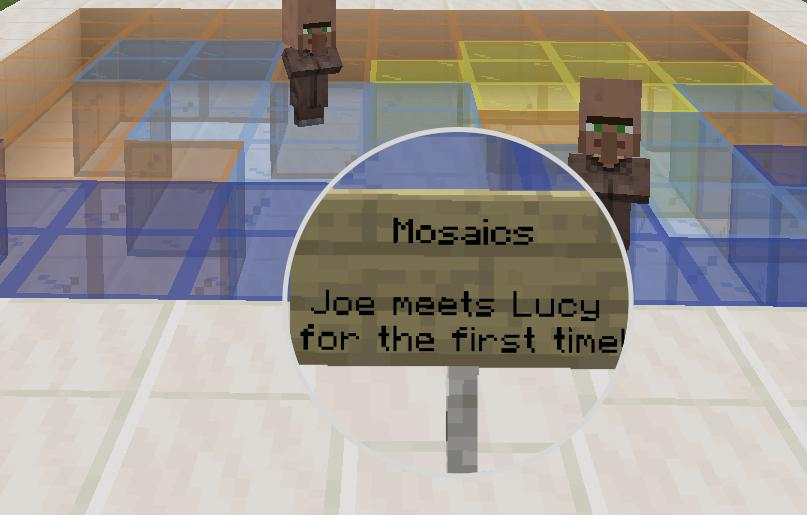 Mosaics
Joe meets Lucy
for the first time!